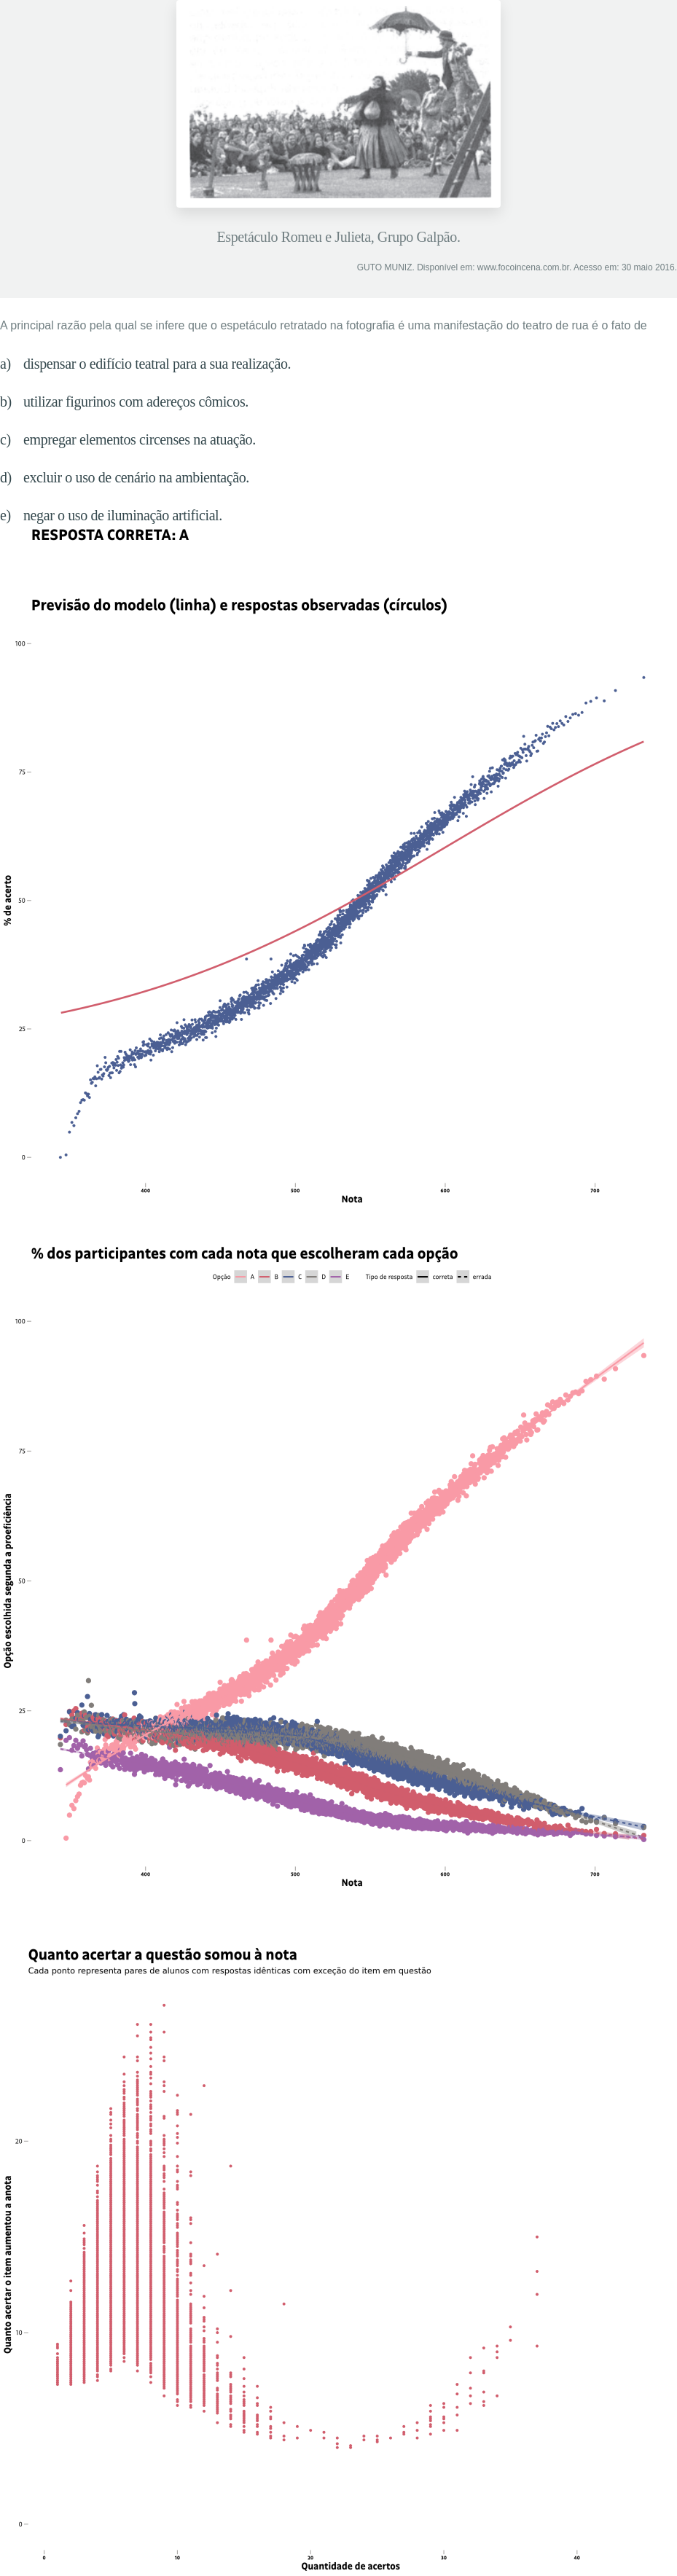 Espetáculo Romeu e Julieta, Grupo Galpão.
GUTO MUNIZ. Disponível em: www.focoincena.com.br. Acesso em: 30 maio 2016.
A principal razão pela qual se infere que o espetáculo retratado na fotografia é uma manifestação do teatro de rua é o fato de
a) dispensar o edifício teatral para a sua realização.
b) utilizar figurinos com adereços cômicos.
c) empregar elementos circenses na atuação.
d) excluir o uso de cenário na ambientação.
e) negar o uso de iluminação artificial.
RESPOSTA CORRETA: A
Previsão do modelo (linha) e respostas observadas (círculos)
% de acerto
100
75
50
25
0
400 500 600 700
Nota
% dos participantes com cada nota que escolheram cada opção
Opção A B C D E Tipo de resposta correta errada
Opção escolhida segunda a proeficiência
100
75
50
25
0
400 500 600 700
Nota
Quanto acertar a questão somou à nota
Cada ponto representa pares de alunos com respostas idênticas com exceção do item em questão
Quanto acertar o item aumentou a anota
20
10
0
0 10 20 30 40
Quantidade de acertos